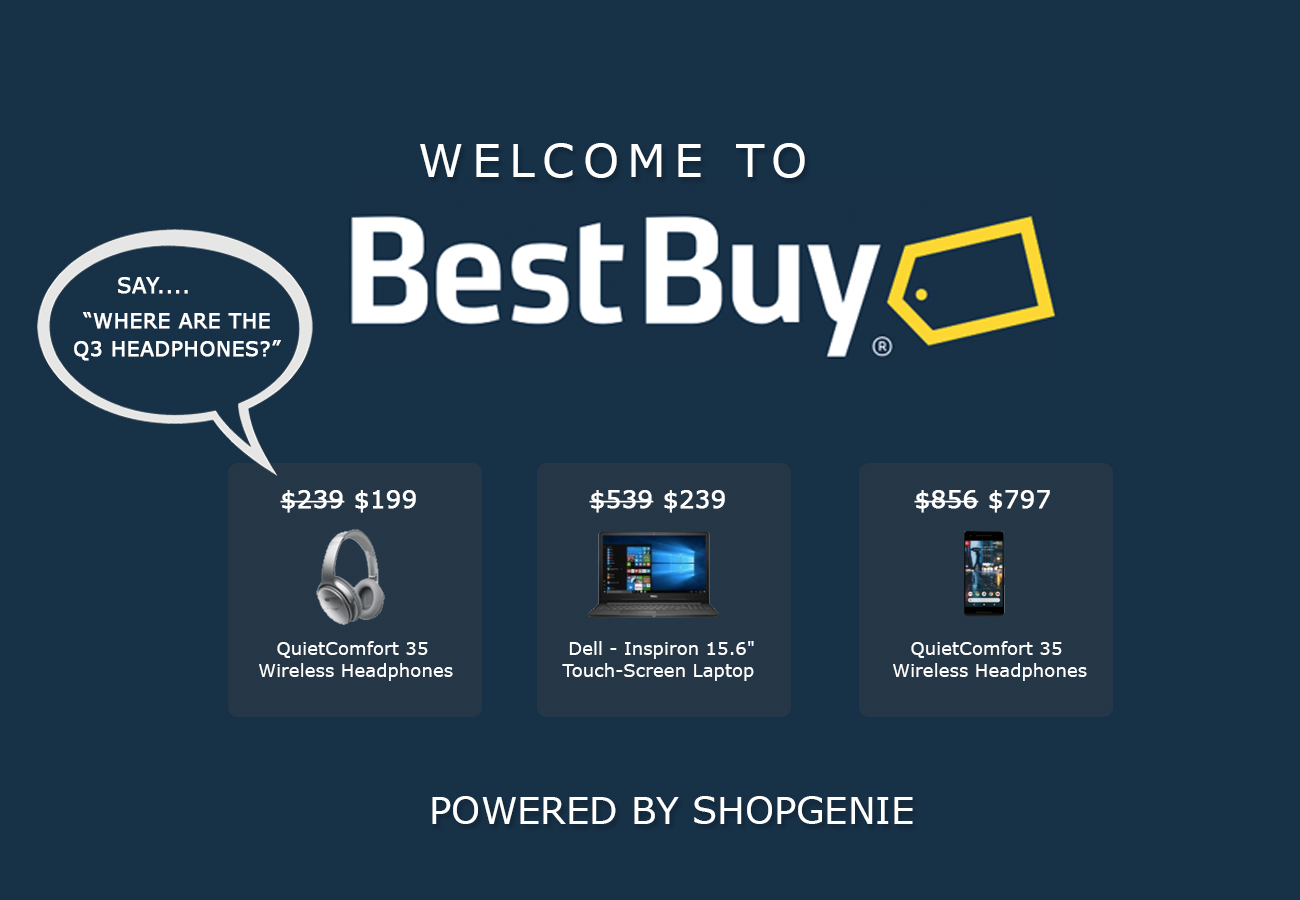 WELCOME TO
Best Buy
®
SAY....
“WHERE ARE THE
Q3 HEADPHONES?”
$239 $199
QuietComfort 35
Wireless Headphones
$539 $239
Dell - Inspiron 15.6"
Touch-Screen Laptop
$856 $797
QuietComfort 35
Wireless Headphones
POWERED BY SHOPGENIE